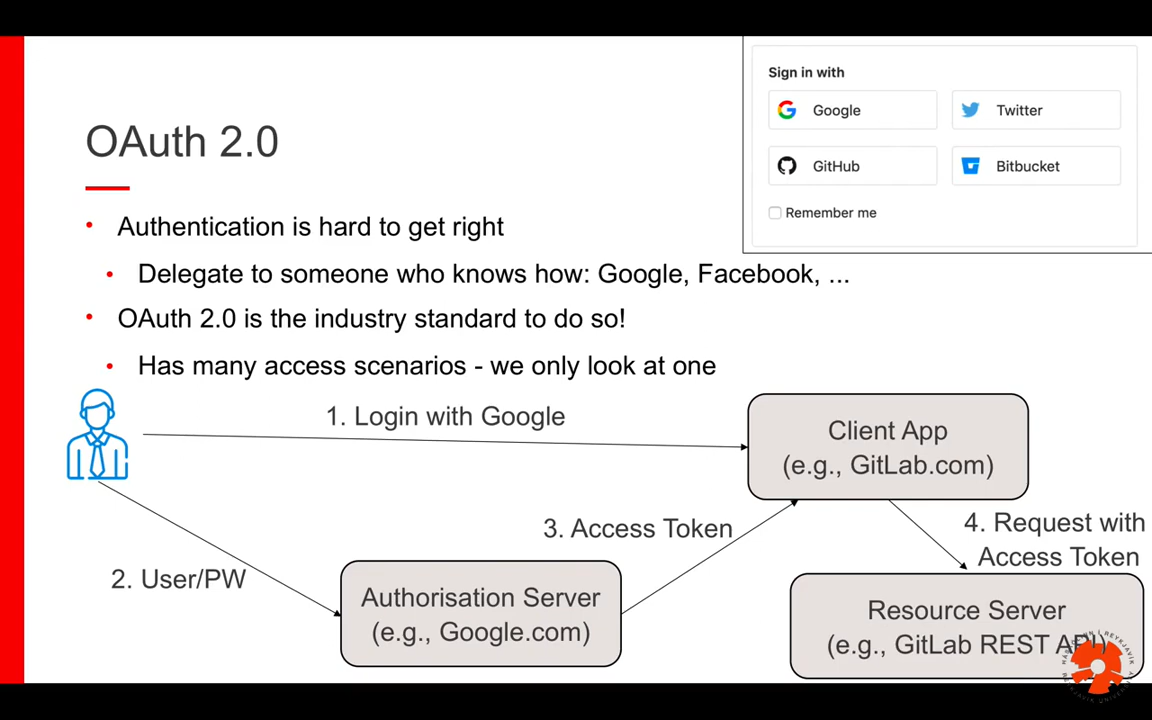 Sign in with
Google
Twitter
GitHub
Bitbucket
Remember me
OAuth 2.0
• Authentication is hard to get right
• Delegate to someone who knows how: Google, Facebook, ...
• OAuth 2.0 is the industry standard to do so!
• Has many access scenarios - we only look at one
1. Login with Google
Client App
(e.g., GitLab.com)
3. Access Token
4. Request with
Access Token
2. User/PW
Authorisation Server
(e.g., Google.com)
Resource Server
(e.g., GitLab REST API)